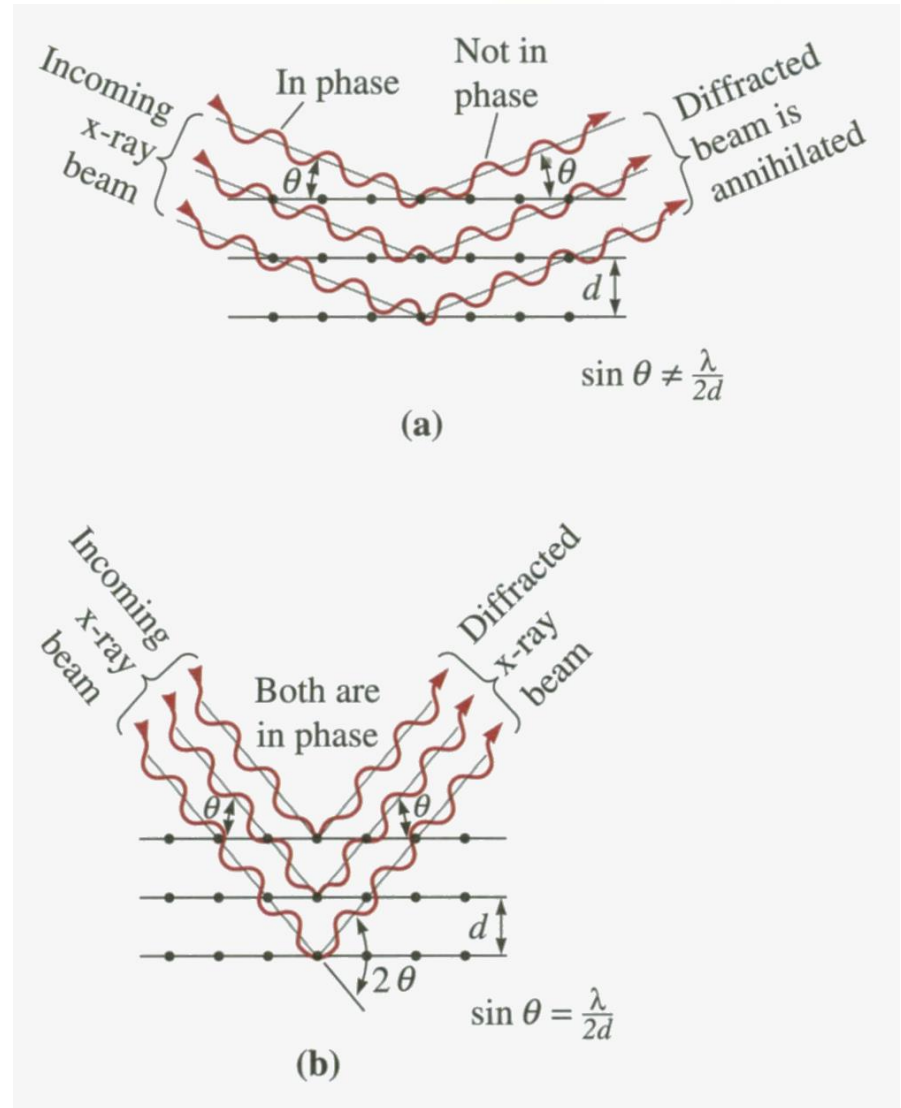 Incoming
x-ray
beam
In phase
Not in
phase
Diffracted
beam is
annihilated
θ
θ
d
sin θ ≠ λ/2d
(a)
Incoming
x-ray
beam
Both are
in phase
Diffracted
x-ray
beam
θ
θ
d
2θ
sin θ = λ/2d
(b)